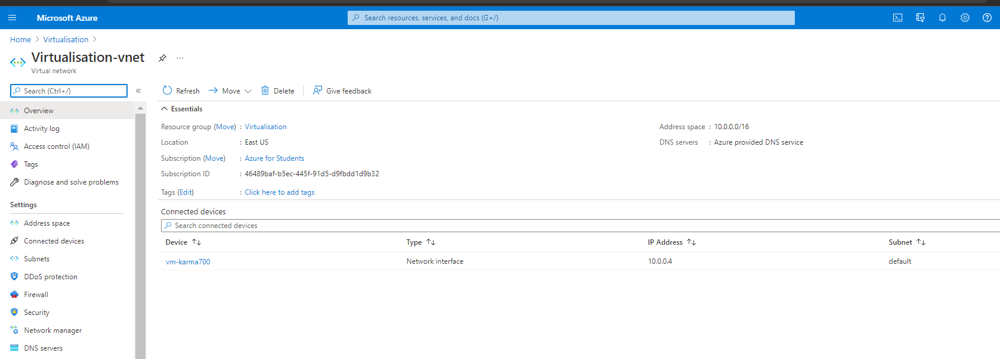 Microsoft Azure
Search resources, services, and docs (G+/)
Home > Virtualisation >
Virtualisation-vnet
Virtual network
Search (Ctrl+/)
Refresh Move Delete Give feedback
Overview
Activity log
Access control (IAM)
Tags
Diagnose and solve problems
Settings
Address space
Connected devices
Subnets
DDoS protection
Firewall
Security
Network manager
DNS servers
Essentials
Resource group (Move) : Virtualisation
Location : East US
Subscription (Move) : Azure for Students
Subscription ID : 46489baf-b5ec-445f-91d5-d9fbdd1d9b32
Tags (Edit) : Click here to add tags
Address space : 10.0.0.0/16
DNS servers : Azure provided DNS service
Connected devices
Search connected devices
Device Type IP Address Subnet
vm-karma700 Network interface 10.0.0.4 default